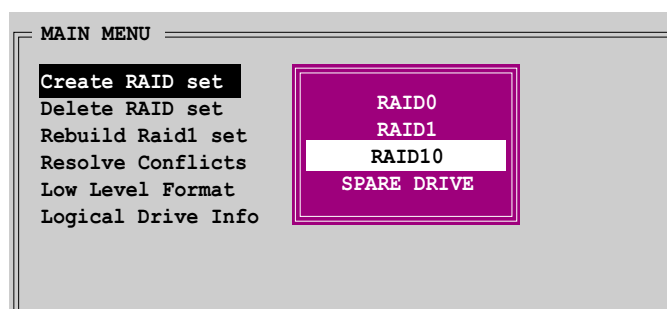 MAIN MENU
Create RAID set
Delete RAID set
Rebuild Raid1 set
Resolve Conflicts
Low Level Format
Logical Drive Info
RAID0
RAID1
RAID10
SPARE DRIVE